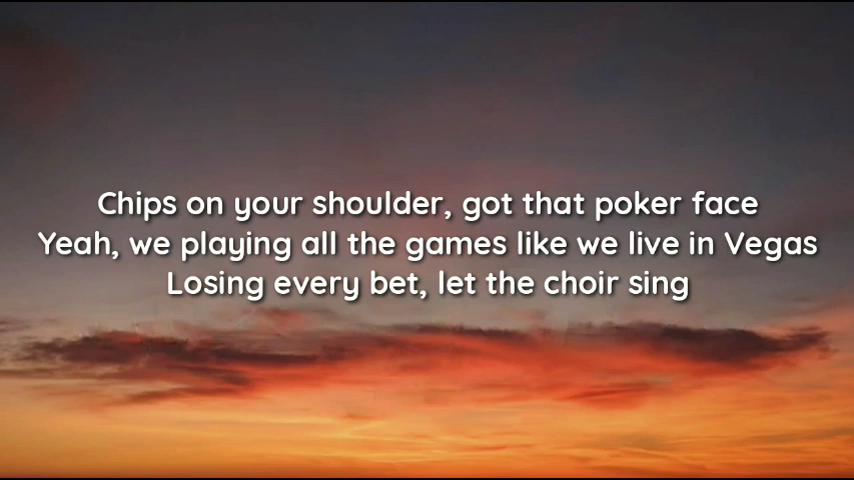 Chips on your shoulder, got that poker face
Yeah, we playing all the games like we live in Vegas
Losing every bet, let the choir sing